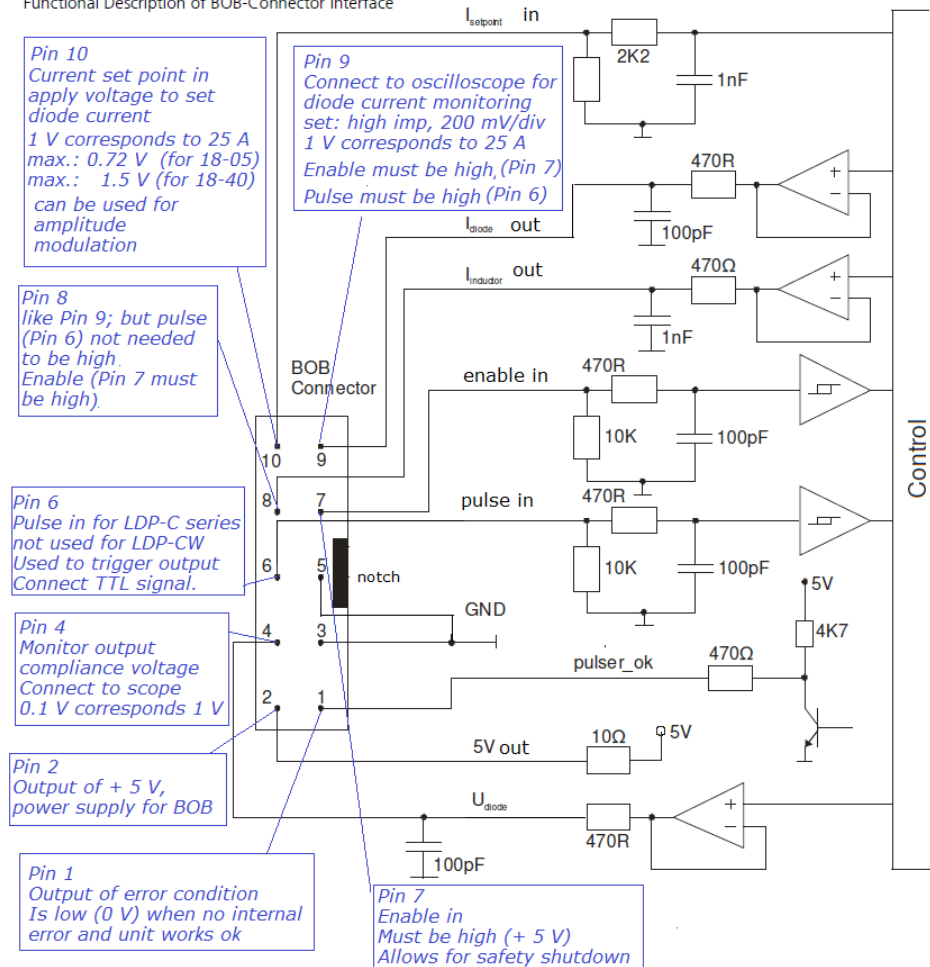 Functional Description of BOB-Connector Interface
I setpoint in
Pin 10
Current set point in
apply voltage to set
diode current
1 V corresponds to 25 A
max.: 0.72 V (for 18-05)
max.: 1.5 V (for 18-40)
can be used for
amplitude
modulation
Pin 9
Connect to oscilloscope for
diode current monitoring
set: high imp, 200 mV/div
1 V corresponds to 25 A
Enable must be high, (Pin 7)
Pulse must be high (Pin 6)
2K2
1nF
470R
+
−
100pF
I diode out
I inductor out
470Ω
+
−
1nF
Pin 8
like Pin 9; but pulse
(Pin 6) not needed
to be high
Enable (Pin 7 must
be high)
BOB
Connector
enable in
470R
10K
100pF
Control
10
9
8
7
Pin 6
Pulse in for LDP-C series
not used for LDP-CW
Used to trigger output
Connect TTL signal.
pulse in
470R
10K
100pF
6
5
notch
GND
5V
4K7
Pin 4
Monitor output
compliance voltage
Connect to scope
0.1 V corresponds 1 V
4
3
pulser_ok
470Ω
2
1
5V out
10Ω
5V
Pin 2
Output of + 5 V,
power supply for BOB
U diode
470R
+
−
100pF
Pin 1
Output of error condition
Is low (0 V) when no internal
error and unit works ok
Pin 7
Enable in
Must be high (+ 5 V)
Allows for safety shutdown